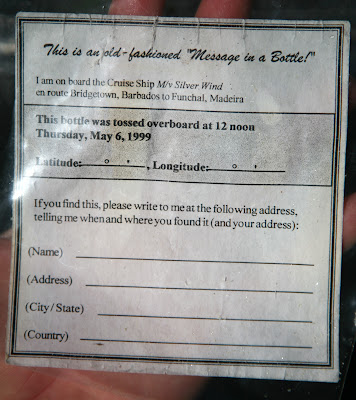 This is an old-fashioned "Message in a Bottle!"
I am on board the Cruise Ship M/v Silver Wind
en route Bridgetown, Barbados to Funchal, Madeira
This bottle was tossed overboard at 12 noon
Thursday, May 6, 1999
Latitude: ° ' , Longitude: ° '
If you find this, please write to me at the following address,
telling me when and where you found it (and your address):
(Name)
(Address)
(City/State)
(Country)